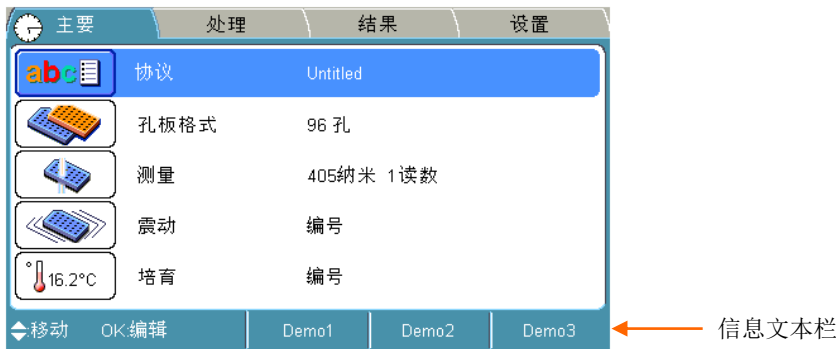 主要 处理 结果 设置
abc 协议 Untitled
孔板格式 96 孔
测量 405纳米 1读数
震动 编号
16.2°C 培育 编号
移动 OK:编辑 Demo1 Demo2 Demo3 信息文本栏